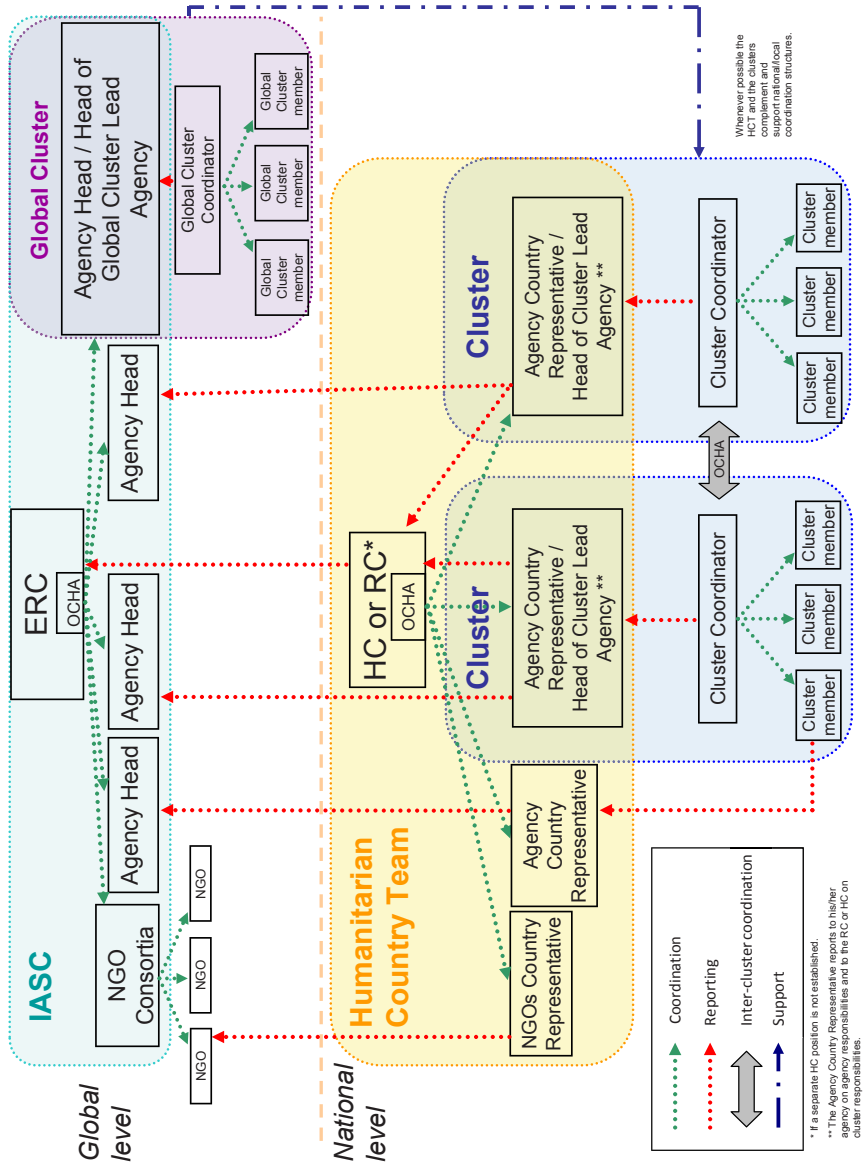 Global
level
IASC
ERC
OCHA
NGO
Consortia
Agency Head
Agency Head
Agency Head
Global Cluster
Agency Head / Head of
Global Cluster Lead
Agency
Global Cluster
Coordinator
Global
Cluster
member
Global
Cluster
member
Global
Cluster
member
NGO
NGO
NGO
National
level
Humanitarian
Country Team
HC or RC*
OCHA
NGOs Country
Representative
Agency
Country
Representative
Cluster
Agency Country
Representative /
Head of Cluster Lead
Agency **
Cluster
Agency Country
Representative /
Head of Cluster Lead
Agency **
Cluster Coordinator
OCHA
Cluster Coordinator
Cluster
member
Cluster
member
Cluster
member
Cluster
member
Cluster
member
Cluster
member
Whenever possible the
HCT and the clusters
complement and
support national/local
coordination structures.
Coordination
Reporting
Inter-cluster coordination
Support
* If a separate HC position is not established.
** The Agency Country Representative reports to his/her
agency on agency responsibilities and to the RC or HC on
cluster responsibilities.